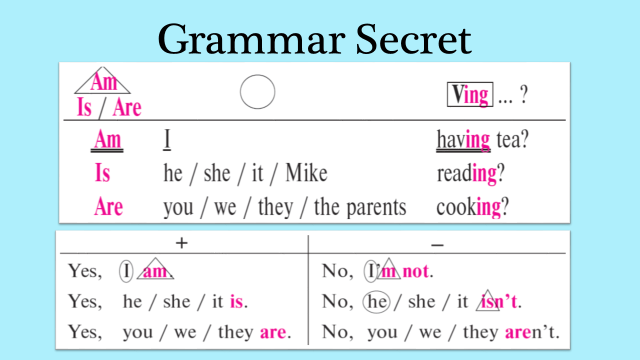 Grammar Secret
Am
Is / Are Ving ... ?
Am I having tea?
Is he / she / it / Mike reading?
Are you / we / they / the parents cooking?
+ –
Yes, I am. No, I'm not.
Yes, he / she / it is. No, he / she / it isn't.
Yes, you / we / they are. No, you / we / they aren't.